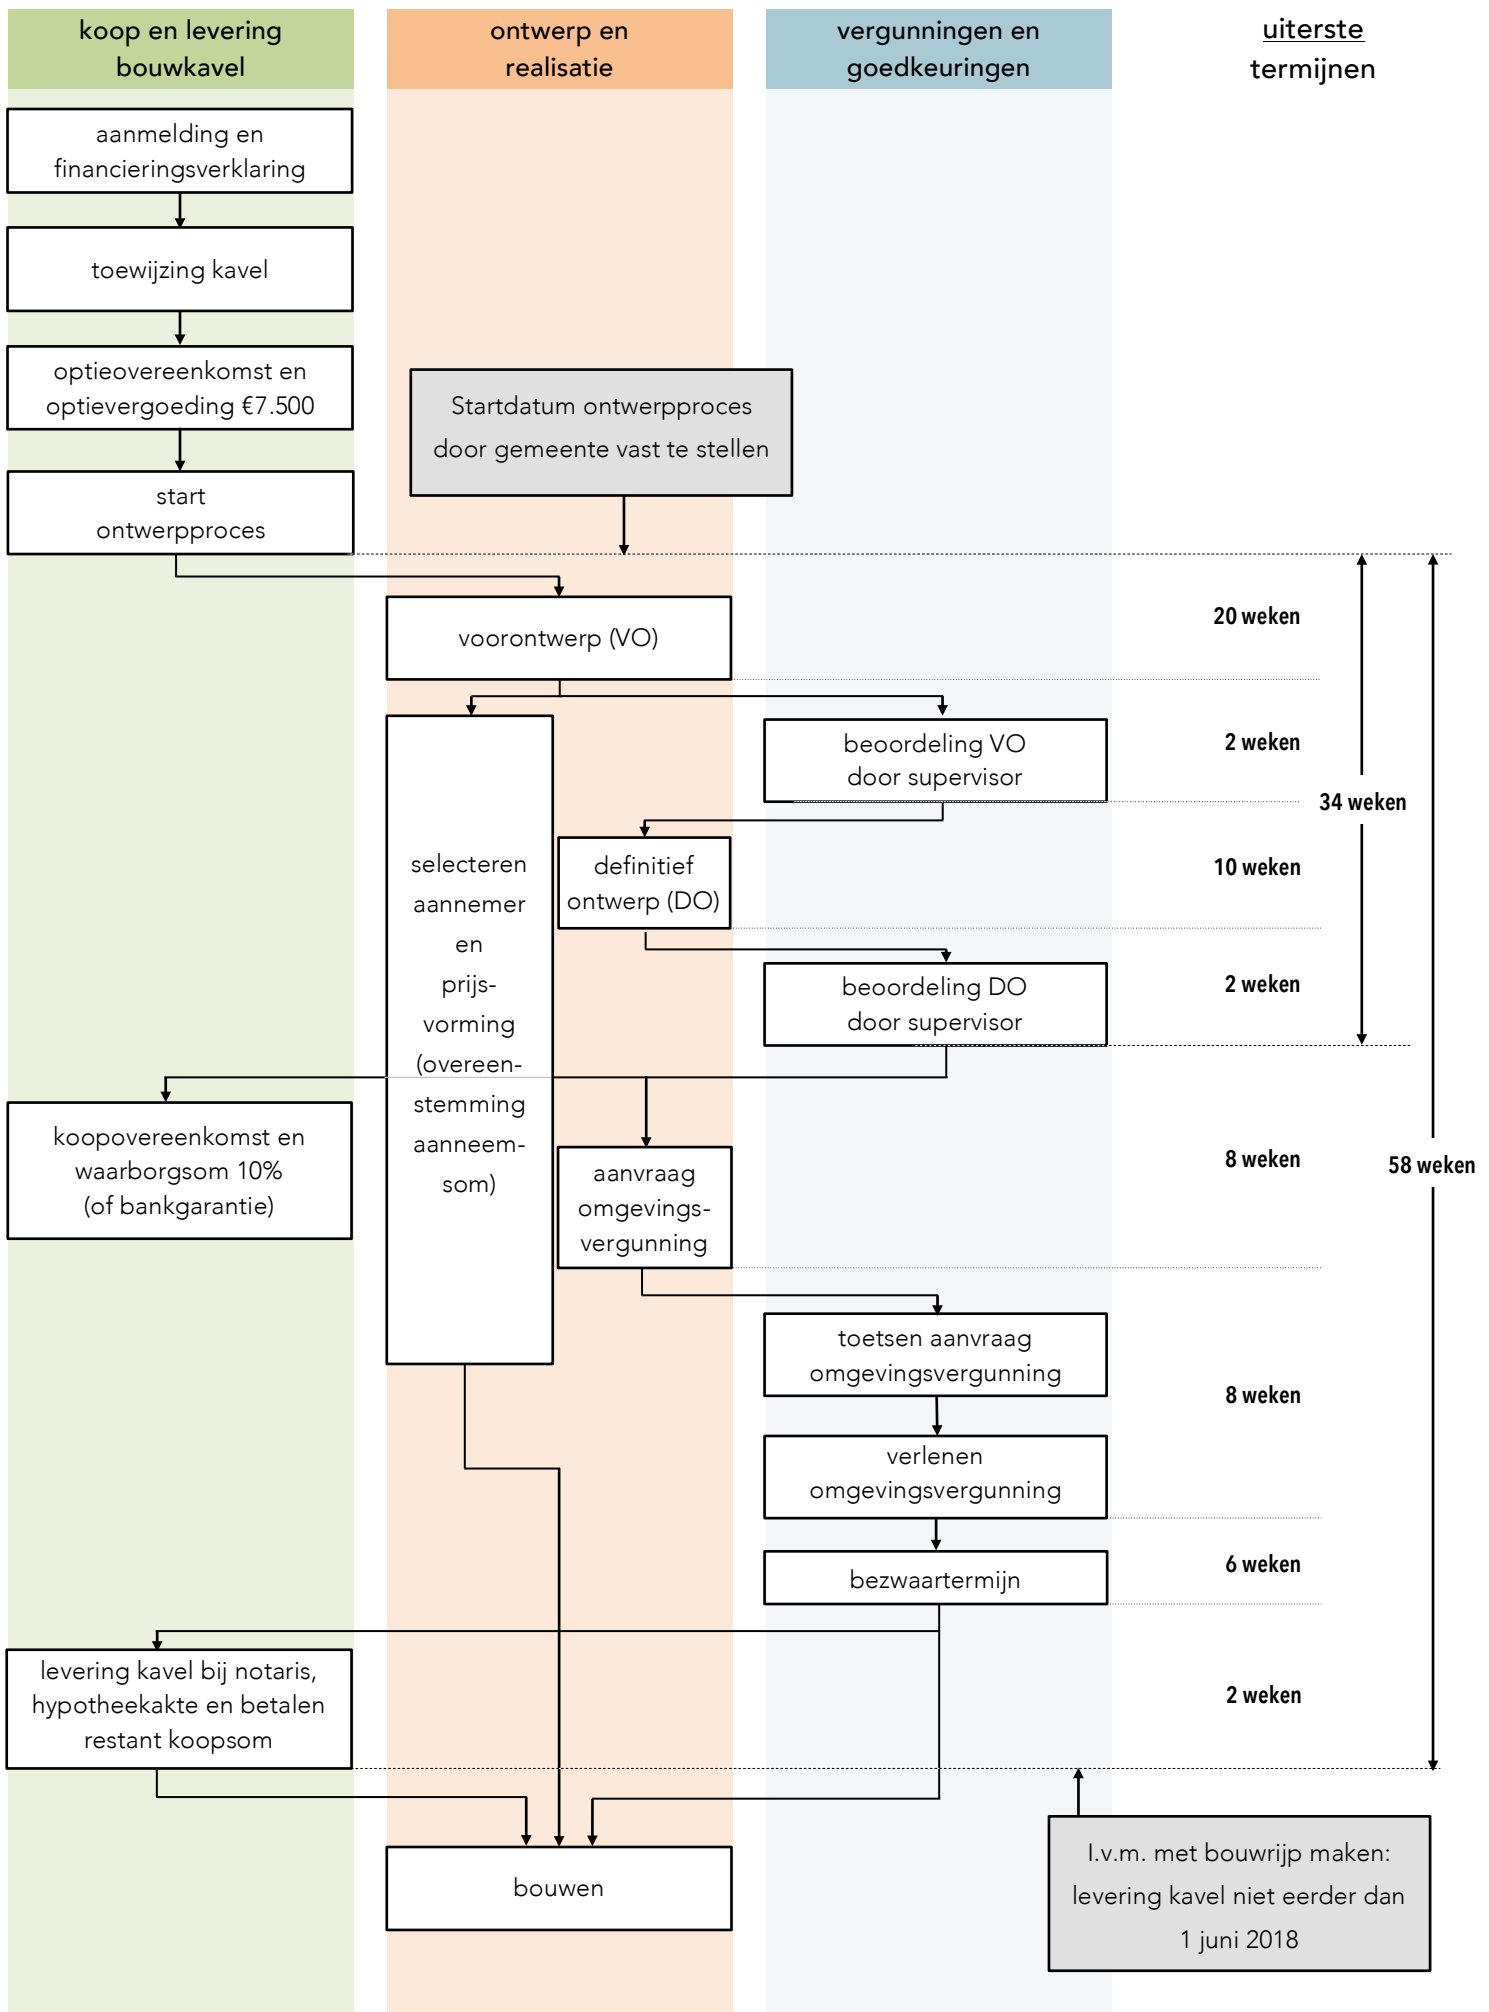 koop en levering
bouwkavel
ontwerp en
realisatie
vergunningen en
goedkeuringen
uiterste
termijnen
aanmelding en
financieringsverklaring
toewijzing kavel
optieovereenkomst en
optievergoeding €7.500
Startdatum ontwerpproces
door gemeente vast te stellen
start
ontwerpproces
voorontwerp (VO)
20 weken
beoordeling VO
door supervisor
2 weken
34 weken
selecteren
aannemer
en
prijs-
vorming
(overeen-
stemming
aanneem-
som)
definitief
ontwerp (DO)
10 weken
beoordeling DO
door supervisor
2 weken
koopovereenkomst en
waarborgsom 10%
(of bankgarantie)
aanvraag
omgevings-
vergunning
8 weken
58 weken
toetsen aanvraag
omgevingsvergunning
8 weken
verlenen
omgevingsvergunning
bezwaartermijn
6 weken
levering kavel bij notaris,
hypotheekakte en betalen
restant koopsom
2 weken
bouwen
I.v.m. met bouwrijp maken:
levering kavel niet eerder dan
1 juni 2018